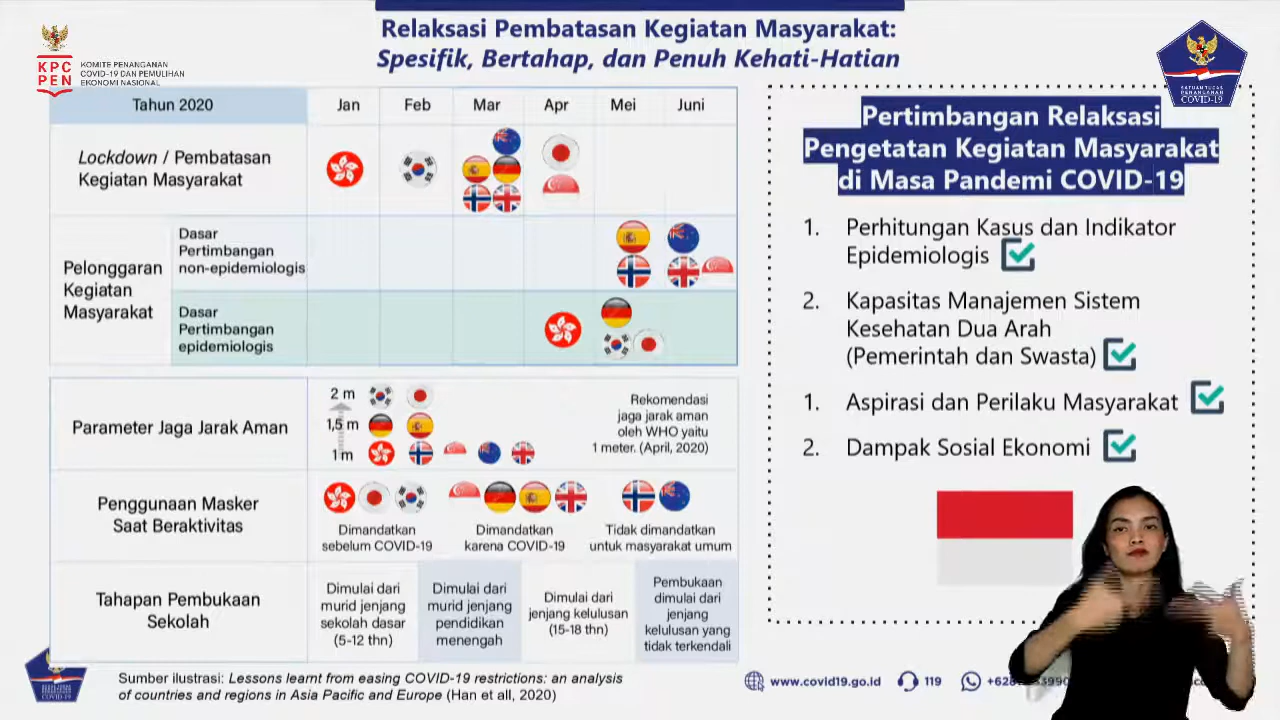 Relaksasi Pembatasan Kegiatan Masyarakat:
Spesifik, Bertahap, dan Penuh Kehati-Hatian
KPC
PEN
KOMITE PENANGANAN
COVID-19 DAN PEMULIHAN
EKONOMI NASIONAL
SATUAN TUGAS
PENANGANAN
COVID-19
Tahun 2020
Jan
Feb
Mar
Apr
Mei
Juni
Lockdown / Pembatasan
Kegiatan Masyarakat
Pelonggaran
Kegiatan
Masyarakat
Dasar
Pertimbangan
non-epidemiologis
Dasar
Pertimbangan
epidemiologis
Parameter Jaga Jarak Aman
2 m
1,5 m
1 m
Rekomendasi
jaga jarak aman
oleh WHO yaitu
1 meter. (April, 2020)
Penggunaan Masker
Saat Beraktivitas
Dimandatkan
sebelum COVID-19
Dimandatkan
karena COVID-19
Tidak dimandatkan
untuk masyarakat umum
Tahapan Pembukaan
Sekolah
Dimulai dari
murid jenjang
sekolah dasar
(5-12 thn)
Dimulai dari
murid jenjang
pendidikan
menengah
Dimulai dari
jenjang kelulusan
(15-18 thn)
Pembukaan
dimulai dari
jenjang
kelulusan yang
tidak terkendali
Pertimbangan Relaksasi
Pengetatan Kegiatan Masyarakat
di Masa Pandemi COVID-19
1. Perhitungan Kasus dan Indikator
Epidemiologis
2. Kapasitas Manajemen Sistem
Kesehatan Dua Arah
(Pemerintah dan Swasta)
1. Aspirasi dan Perilaku Masyarakat
2. Dampak Sosial Ekonomi
Sumber ilustrasi: Lessons learnt from easing COVID-19 restrictions: an analysis
of countries and regions in Asia Pacific and Europe (Han et all, 2020)
www.covid19.go.id
119